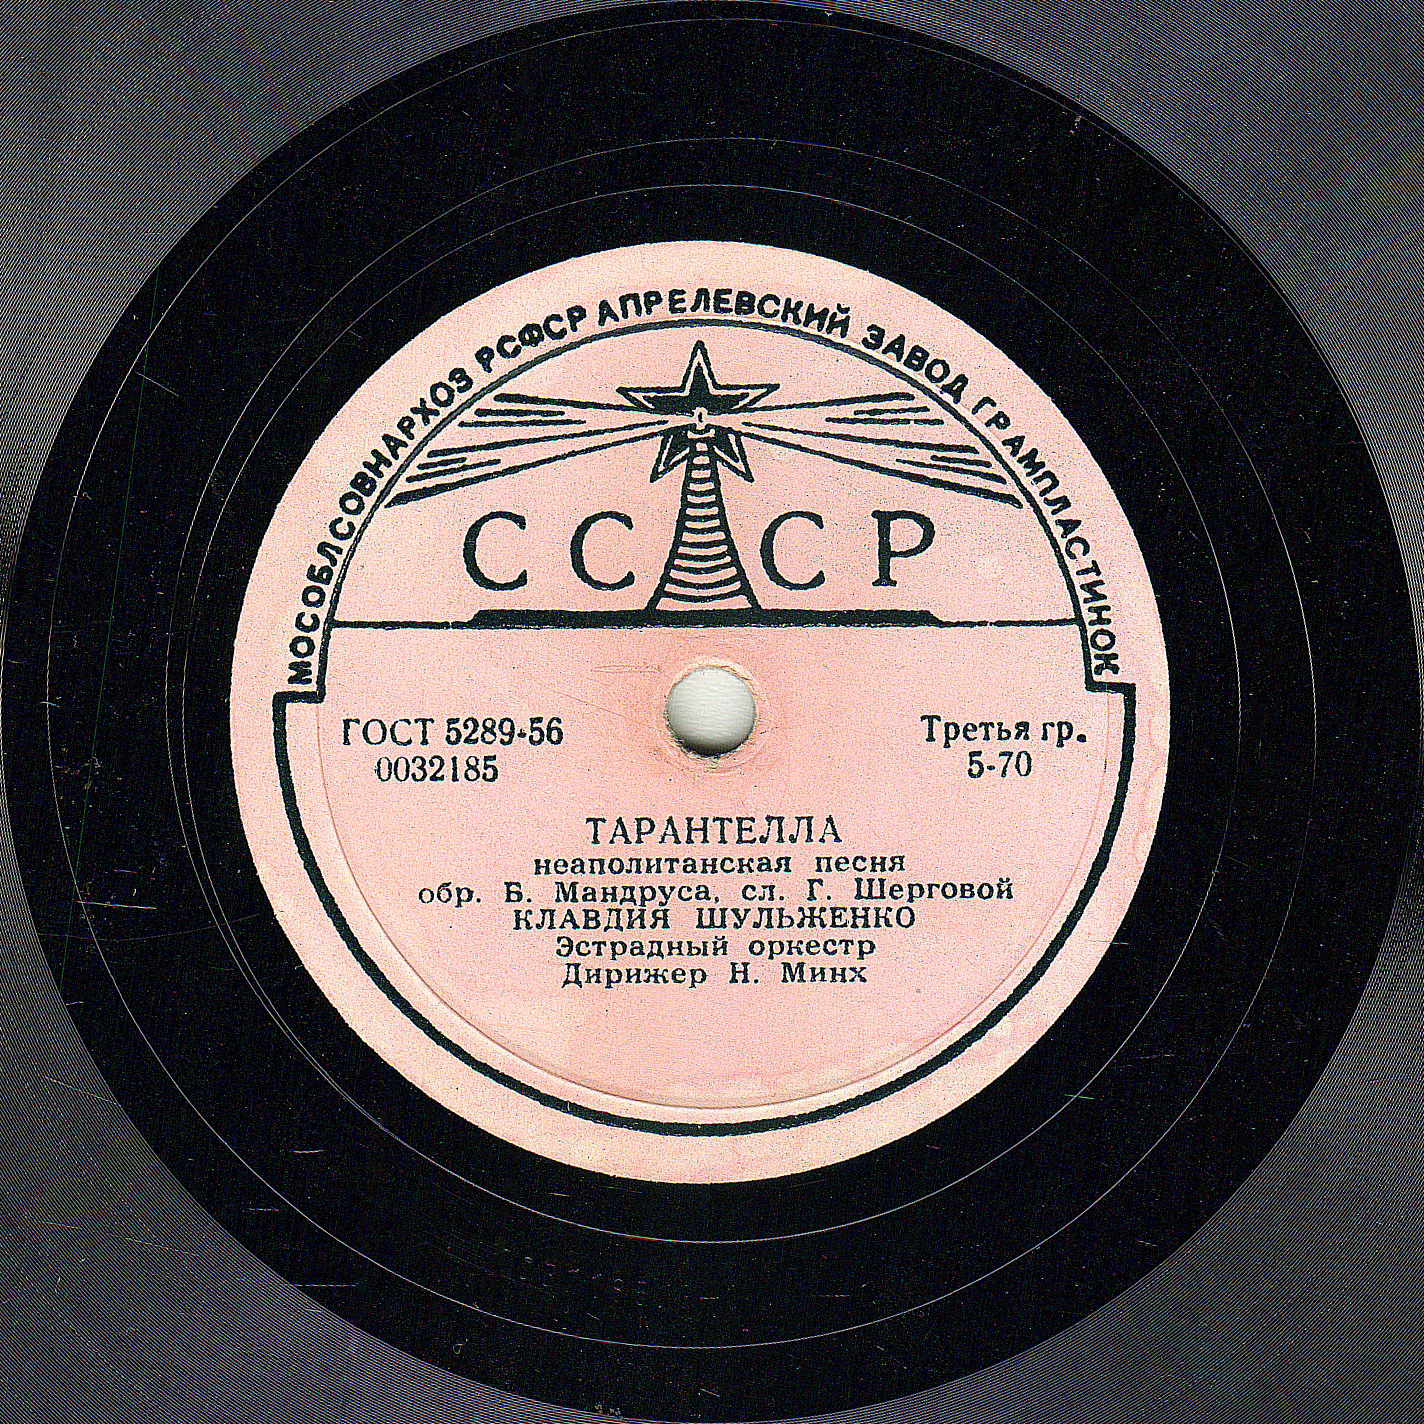 МОСОБЛСОВНАРХОЗ РСФСР АПРЕЛЕВСКИЙ ЗАВОД ГРАМПЛАСТИНОК
СССР
ГОСТ 5289-56
0032185
Третья гр.
5-70
ТАРАНТЕЛЛА
неаполитанская песня
обр. Б. Мандруса, сл. Г. Шерговой
КЛАВДИЯ ШУЛЬЖЕНКО
Эстрадный оркестр
Дирижер Н. Минх